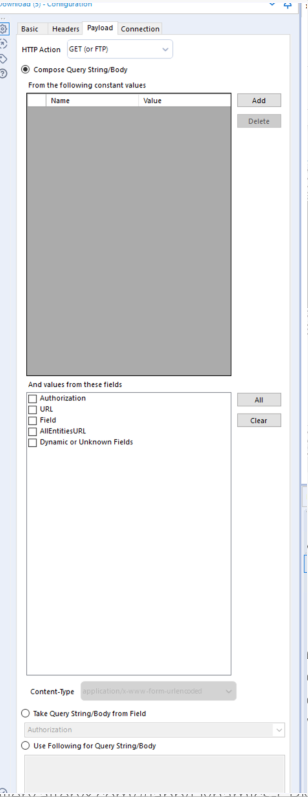 Download (5) - Configuration
Basic Headers Payload Connection
HTTP Action GET (or FTP)
Compose Query String/Body
From the following constant values
Name Value Add
Delete
And values from these fields
Authorization All
URL
Field Clear
AllEntitiesURL
Dynamic or Unknown Fields
Content-Type application/x-www-form-urlencoded
Take Query String/Body from Field
Authorization
Use Following for Query String/Body